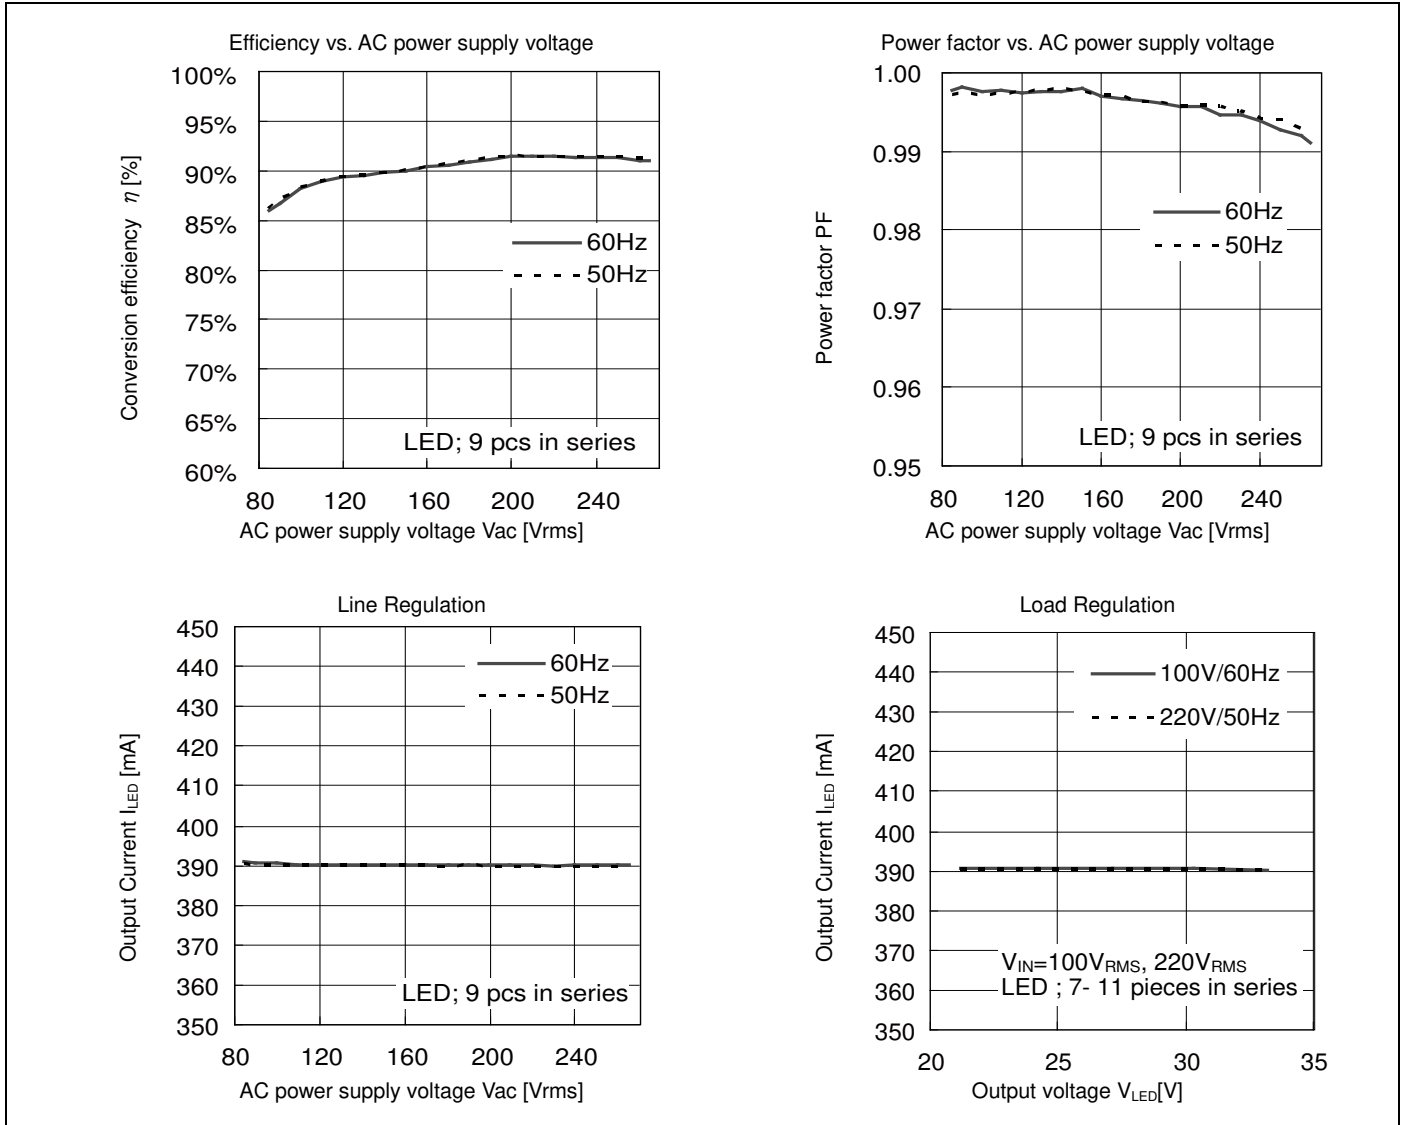 Efficiency vs. AC power supply voltage
100%
95%
90%
85%
80%
75%
70%
65%
60%
Conversion efficiency η [%]
60Hz
50Hz
LED; 9 pcs in series
80 120 160 200 240
AC power supply voltage Vac [Vrms]
Power factor vs. AC power supply voltage
1.00
0.99
0.98
0.97
0.96
0.95
Power factor PF
60Hz
50Hz
LED; 9 pcs in series
80 120 160 200 240
AC power supply voltage Vac [Vrms]
Line Regulation
450
440
430
420
410
400
390
380
370
360
350
Output Current ILED [mA]
60Hz
50Hz
LED; 9 pcs in series
80 120 160 200 240
AC power supply voltage Vac [Vrms]
Load Regulation
450
440
430
420
410
400
390
380
370
360
350
Output Current ILED [mA]
100V/60Hz
220V/50Hz
VIN=100VRMS, 220VRMS
LED ; 7- 11 pieces in series
20 25 30 35
Output voltage VLED[V]